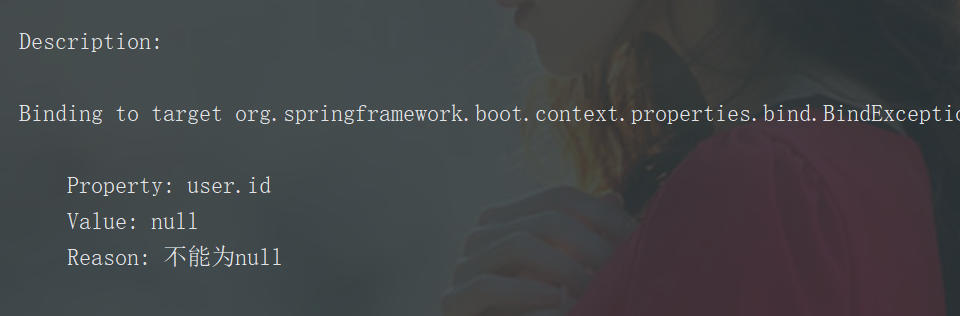 Description:
Binding to target org.springframework.boot.context.properties.bind.BindExceptio
Property: user.id
Value: null
Reason: 不能为null